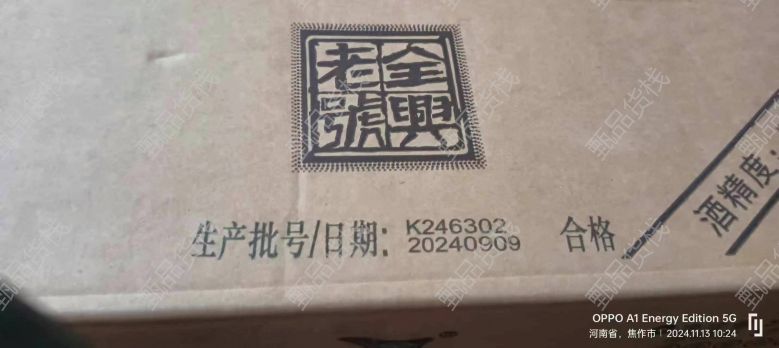 全興老號
生产批号/日期: K246302
20240909
合格
酒精度:
甄品货栈
OPPO A1 Energy Edition 5G
河南省，焦作市 | 2024.11.13 10:24